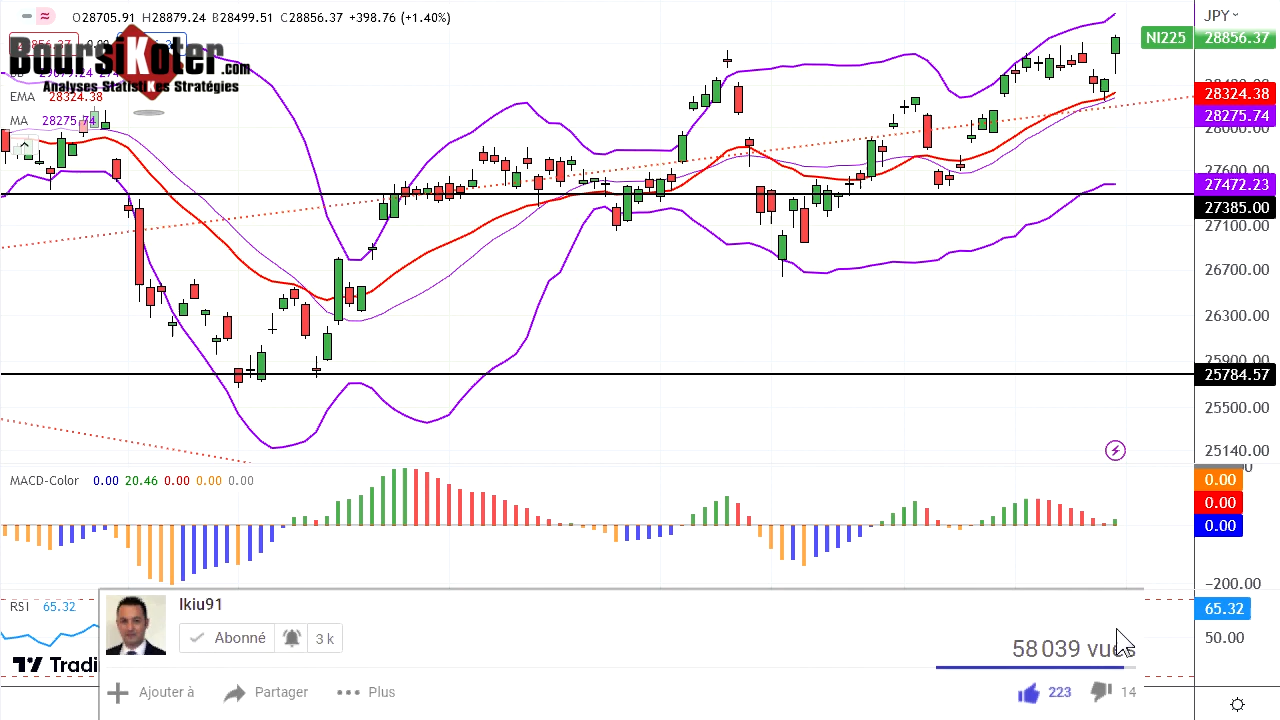 O28705.91 H28879.24 B28499.51 C28856.37 +398.76 (+1.40%)
JPY
BoursiKoter.com
Analyses StatistiKes Stratégies
NI225 28856.37
EMA 28324.38
MA 28275.74
28324.38
28275.74
28000.00
27600.00
27472.23
27385.00
27100.00
26700.00
26300.00
25900.00
25784.57
25500.00
25140.00
MACD-Color 0.00 20.46 0.00 0.00 0.00
0.00
0.00
0.00
−200.00
RSI 65.32
65.32
50.00
Ikiu91
Abonné 3 k
58 039 vues
Ajouter à Partager Plus
223 14